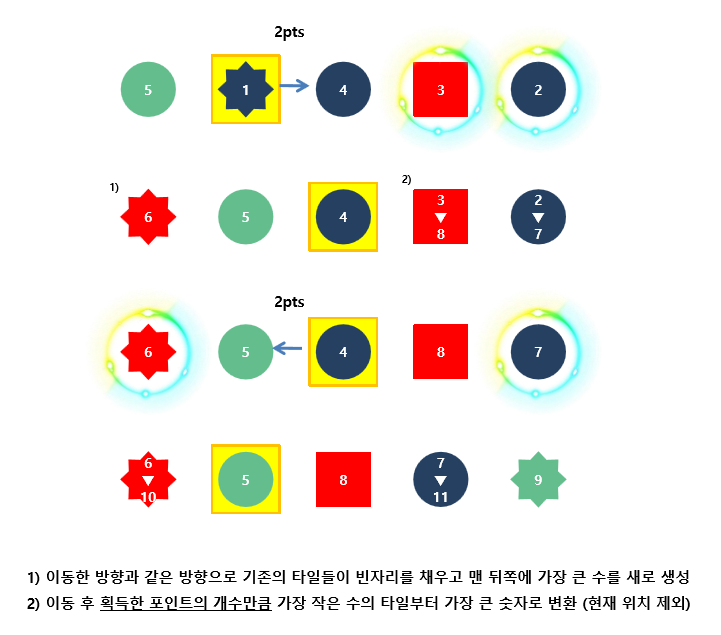 2pts
5 1 4 3 2
1) 2)
6 5 4 3 2
8 7
2pts
6 5 4 8 7
6 5 8 7 9
10 11
1) 이동한 방향과 같은 방향으로 기존의 타일들이 빈자리를 채우고 맨 뒤쪽에 가장 큰 수를 새로 생성
2) 이동 후 획득한 포인트의 개수만큼 가장 작은 수의 타일부터 가장 큰 숫자로 변환 (현재 위치 제외)